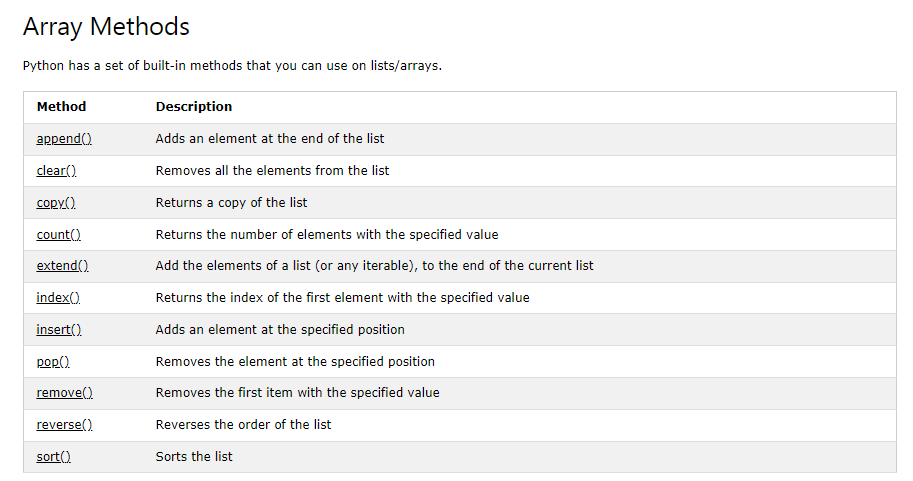 Array Methods
Python has a set of built-in methods that you can use on lists/arrays.
Method Description
append() Adds an element at the end of the list
clear() Removes all the elements from the list
copy() Returns a copy of the list
count() Returns the number of elements with the specified value
extend() Add the elements of a list (or any iterable), to the end of the current list
index() Returns the index of the first element with the specified value
insert() Adds an element at the specified position
pop() Removes the element at the specified position
remove() Removes the first item with the specified value
reverse() Reverses the order of the list
sort() Sorts the list